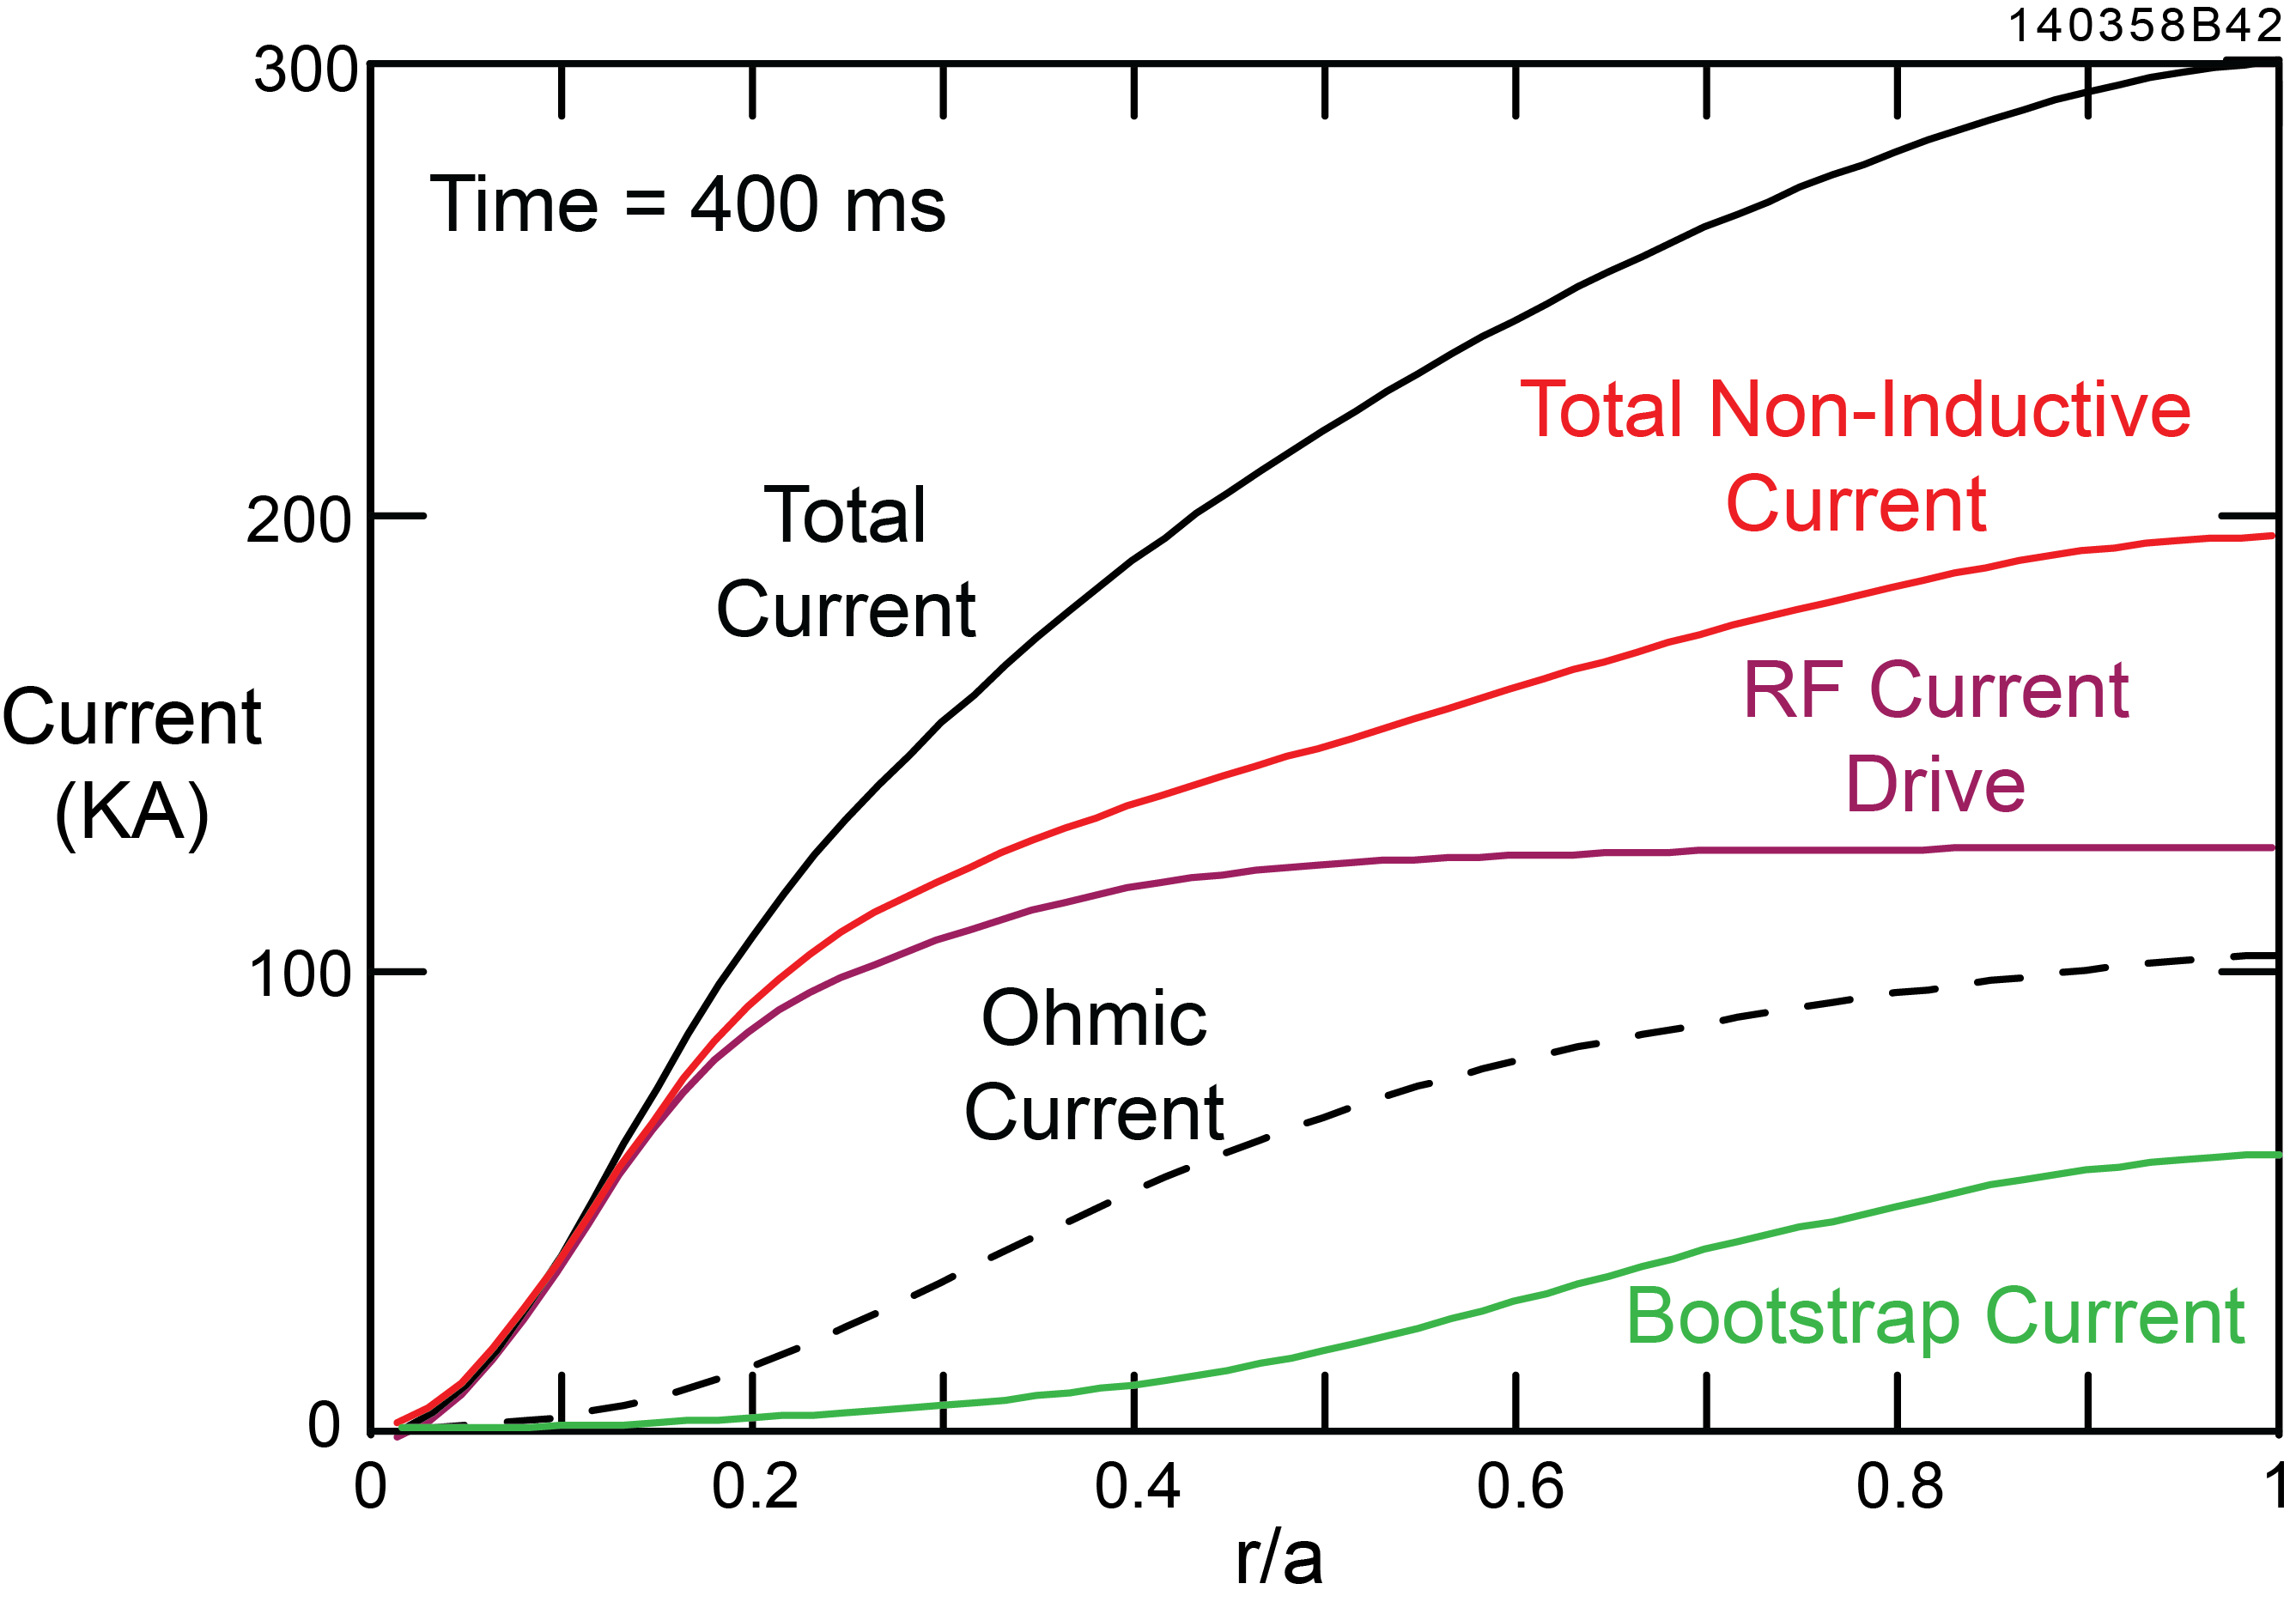 140358B42
300
Time = 400 ms
Total Non-Inductive
Current
200
Total
Current
RF Current
Drive
Current
(KA)
100
Ohmic
Current
Bootstrap Current
0
0 0.2 0.4 0.6 0.8 1
r/a